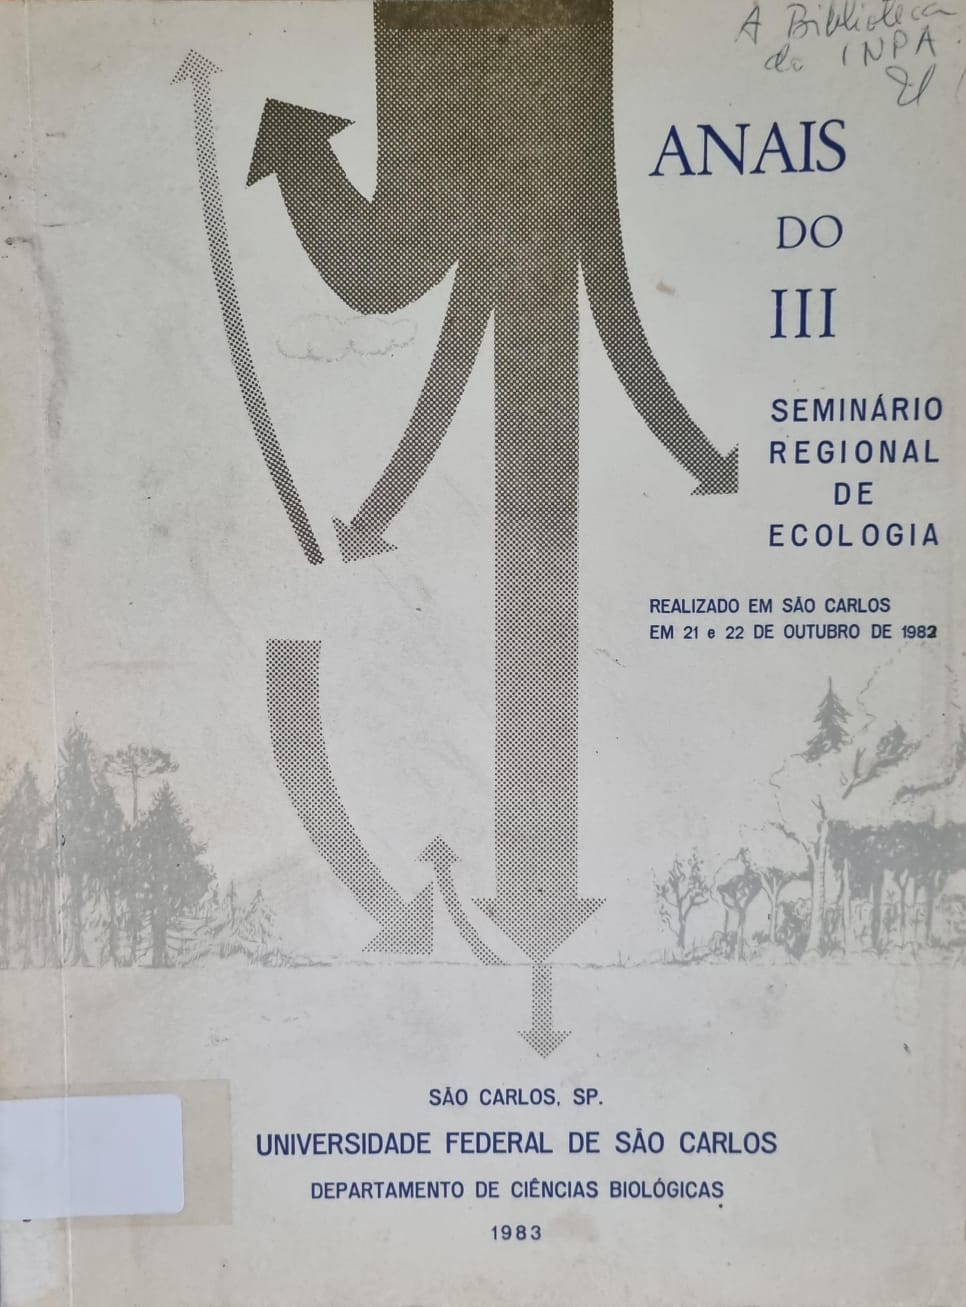 A Biblioteca
do INPA
ANAIS
DO
III
SEMINÁRIO
REGIONAL
DE
ECOLOGIA
REALIZADO EM SÃO CARLOS
EM 21 e 22 DE OUTUBRO DE 1982
SÃO CARLOS, SP.
UNIVERSIDADE FEDERAL DE SÃO CARLOS
DEPARTAMENTO DE CIÊNCIAS BIOLÓGICAS
1983